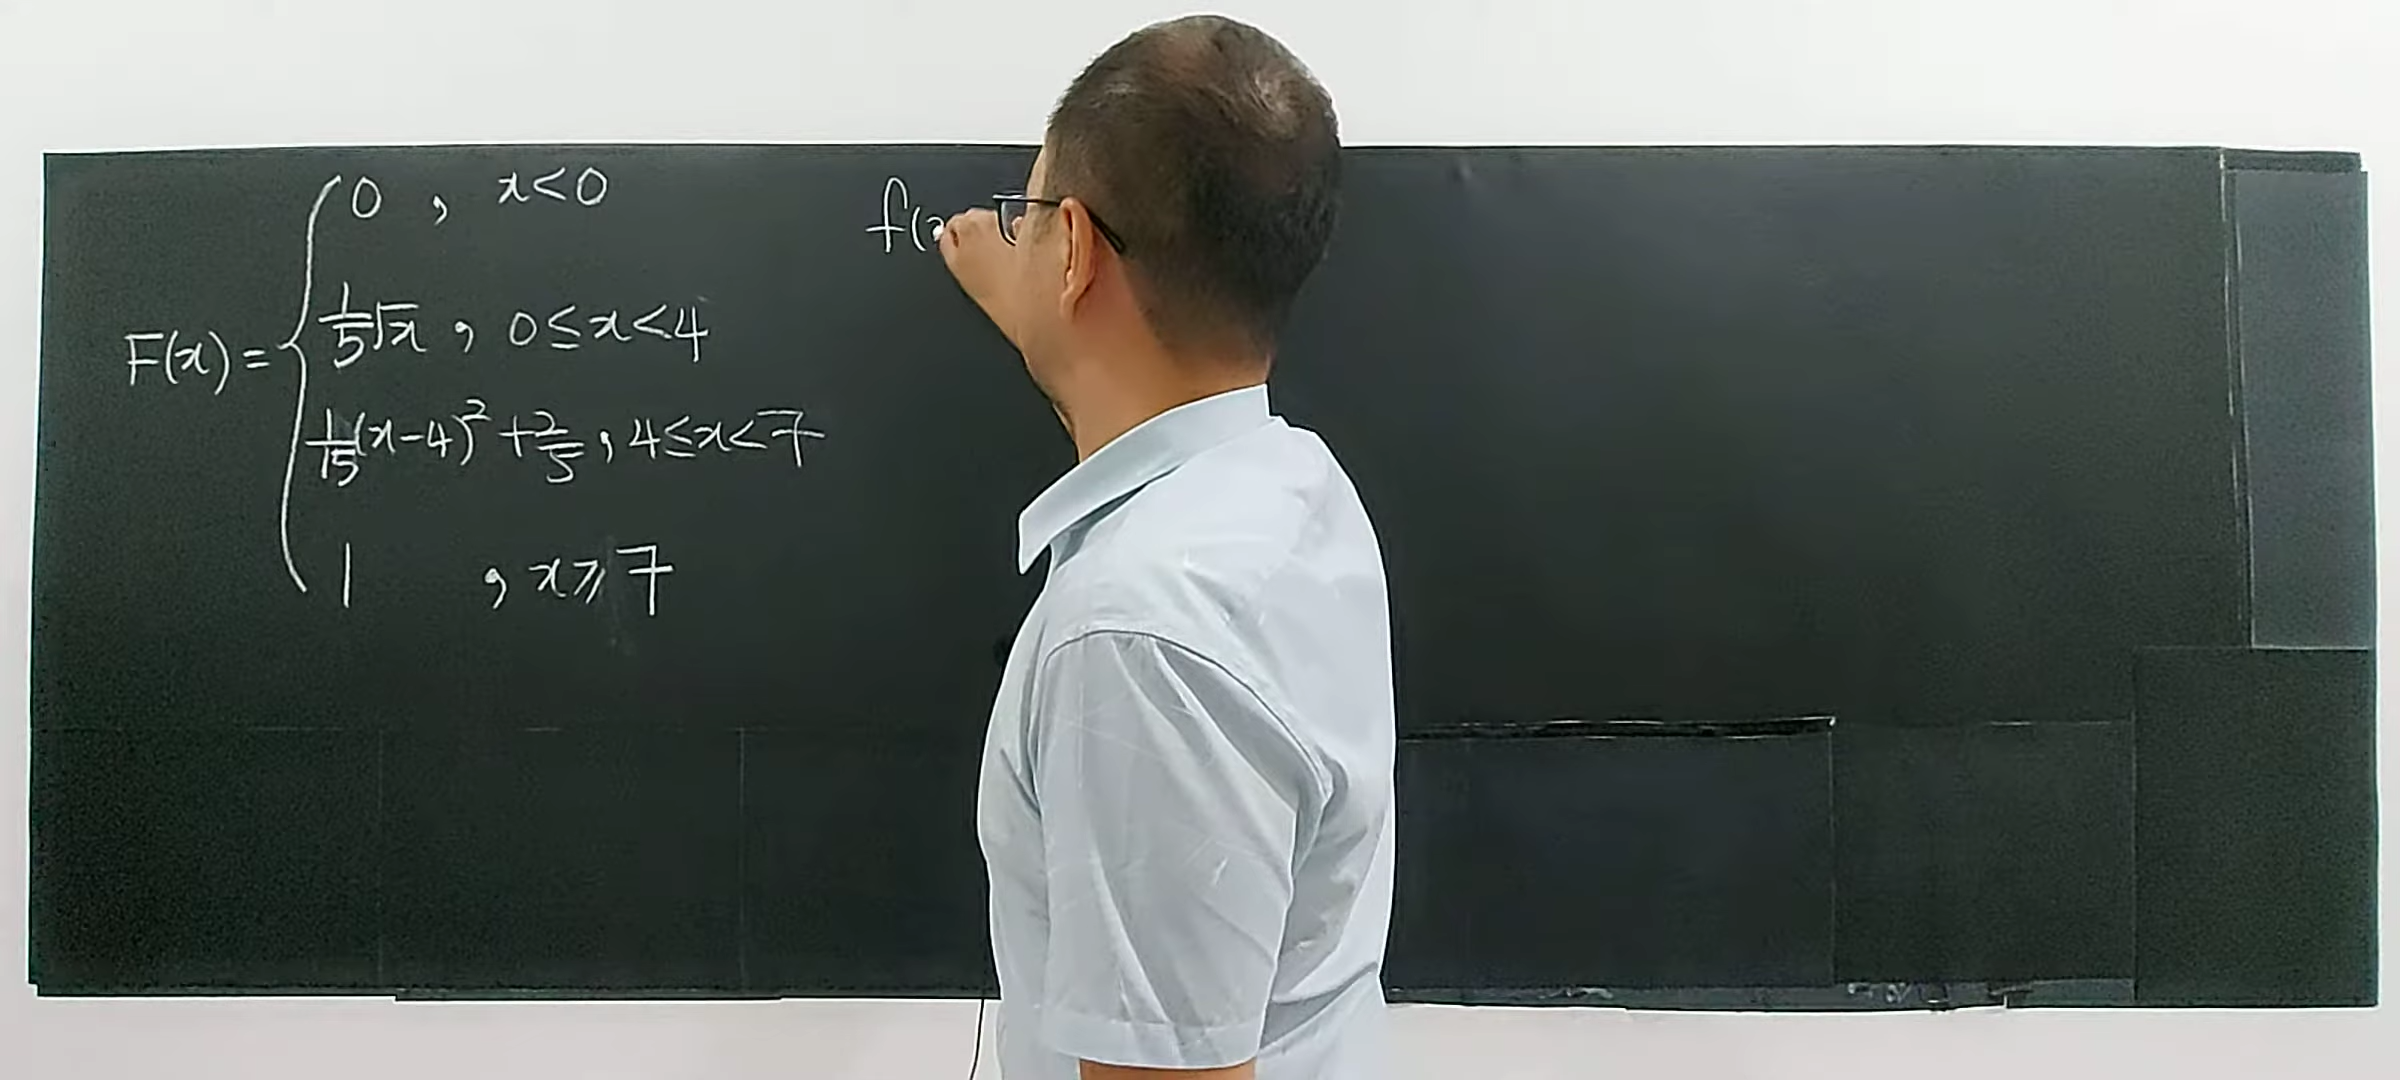 F(x) = { 0 , x<0
1/5 √x , 0≤x<4
1/15 (x-4)² + 2/5 , 4≤x<7
1 , x≥7
f(